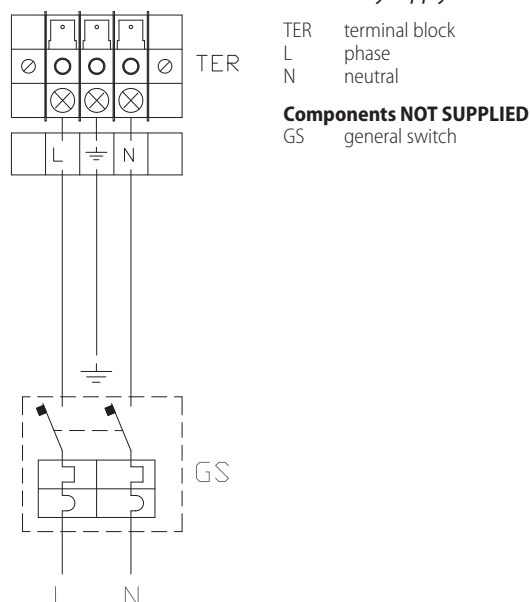 TER
TER terminal block
L phase
N neutral
Components NOT SUPPLIED
GS general switch
L N
GS
L N